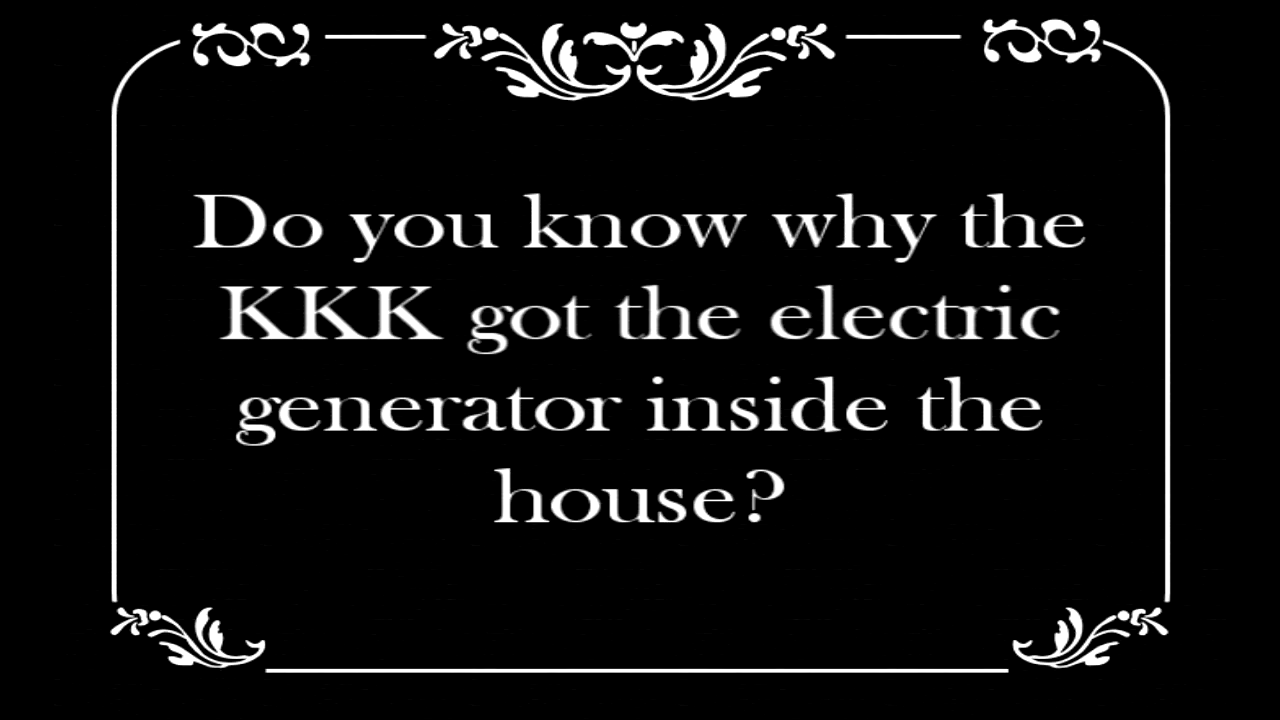 Do you know why the
KKK got the electric
generator inside the
house?